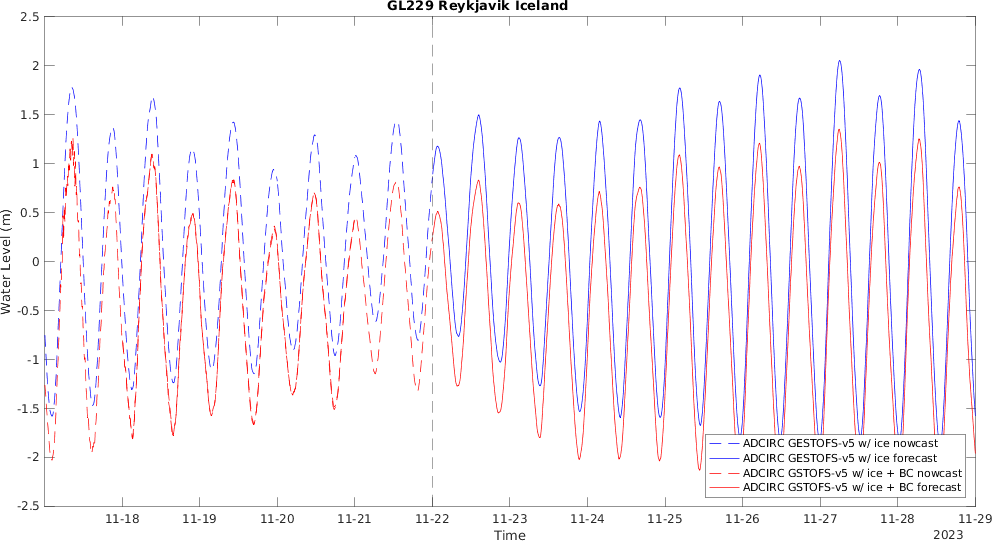 GL229 Reykjavik Iceland
2.5
2
1.5
1
0.5
0
-0.5
-1
-1.5
-2
-2.5
Water Level (m)
ADCIRC GESTOFS-v5 w/ ice nowcast
ADCIRC GESTOFS-v5 w/ ice forecast
ADCIRC GSTOFS-v5 w/ ice + BC nowcast
ADCIRC GSTOFS-v5 w/ ice + BC forecast
11-18 11-19 11-20 11-21 11-22 11-23 11-24 11-25 11-26 11-27 11-28 11-29
Time
2023